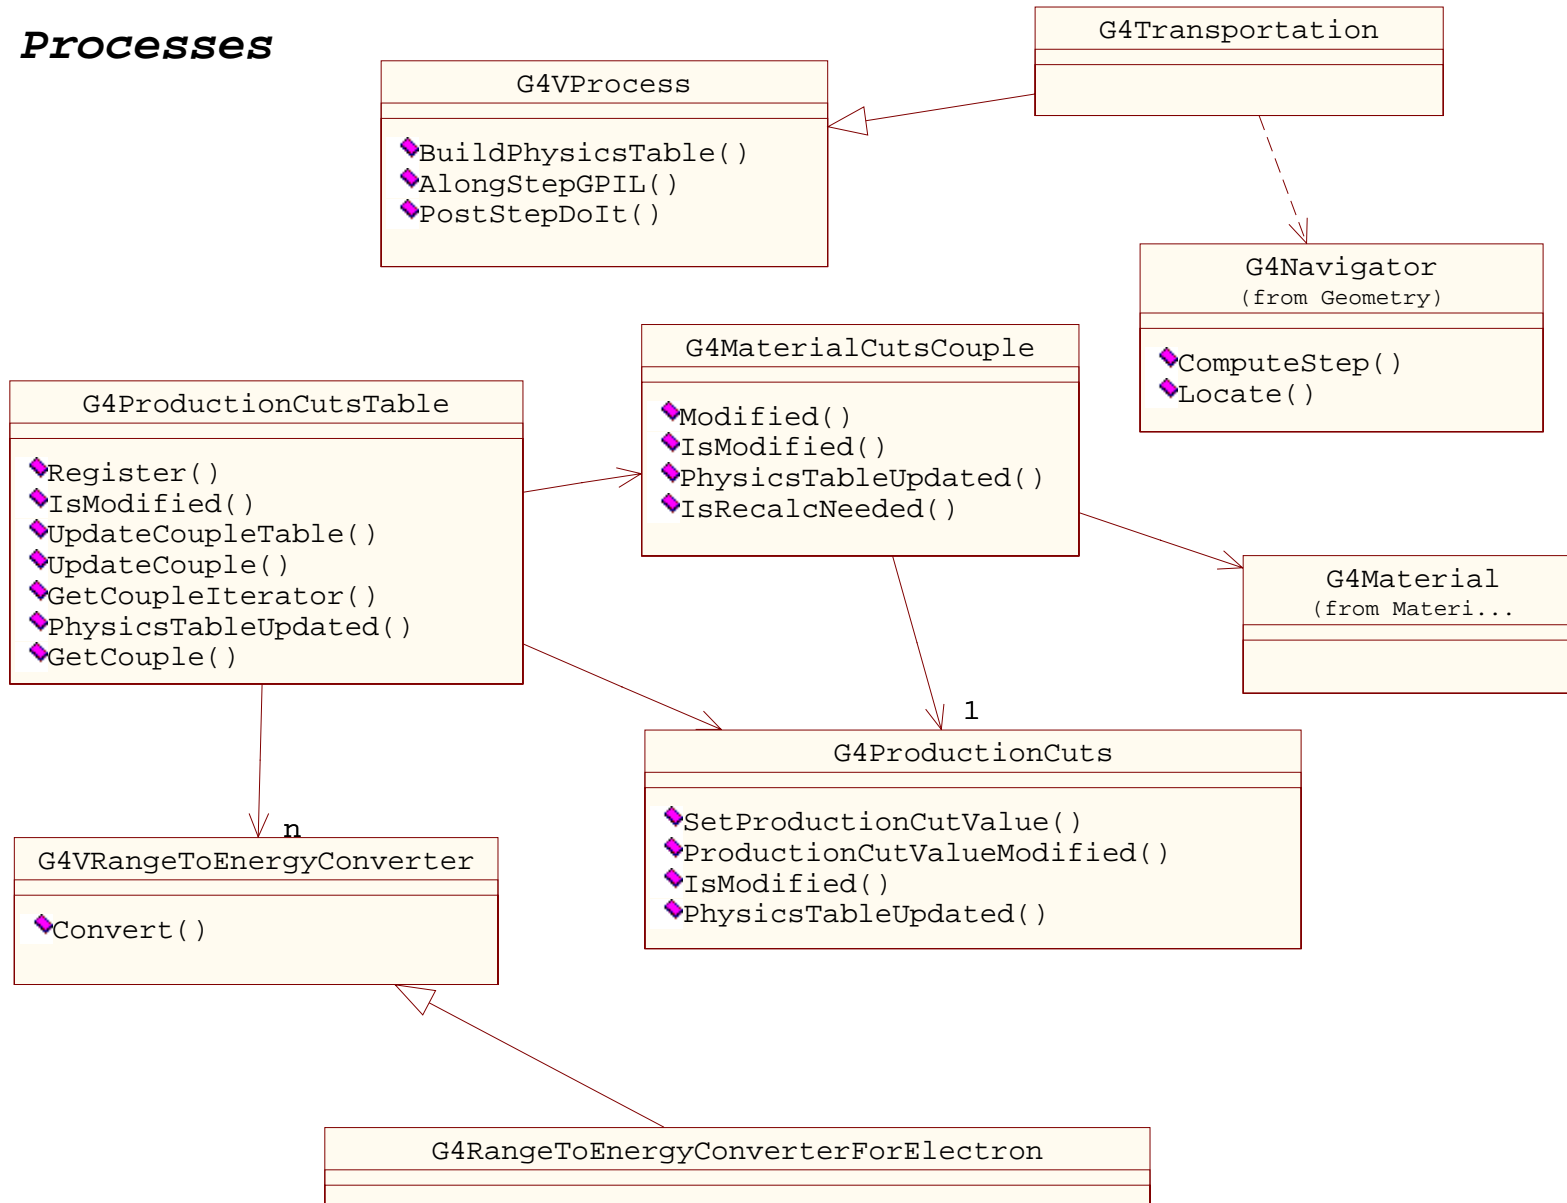 Processes
G4Transportation
G4VProcess
BuildPhysicsTable()
AlongStepGPIL()
PostStepDoIt()
G4Navigator
(from Geometry)
ComputeStep()
Locate()
G4MaterialCutsCouple
Modified()
IsModified()
PhysicsTableUpdated()
IsRecalcNeeded()
G4ProductionCutsTable
Register()
IsModified()
UpdateCoupleTable()
UpdateCouple()
GetCoupleIterator()
PhysicsTableUpdated()
GetCouple()
G4Material
(from Materi...
1
G4ProductionCuts
SetProductionCutValue()
ProductionCutValueModified()
IsModified()
PhysicsTableUpdated()
n
G4VRangeToEnergyConverter
Convert()
G4RangeToEnergyConverterForElectron